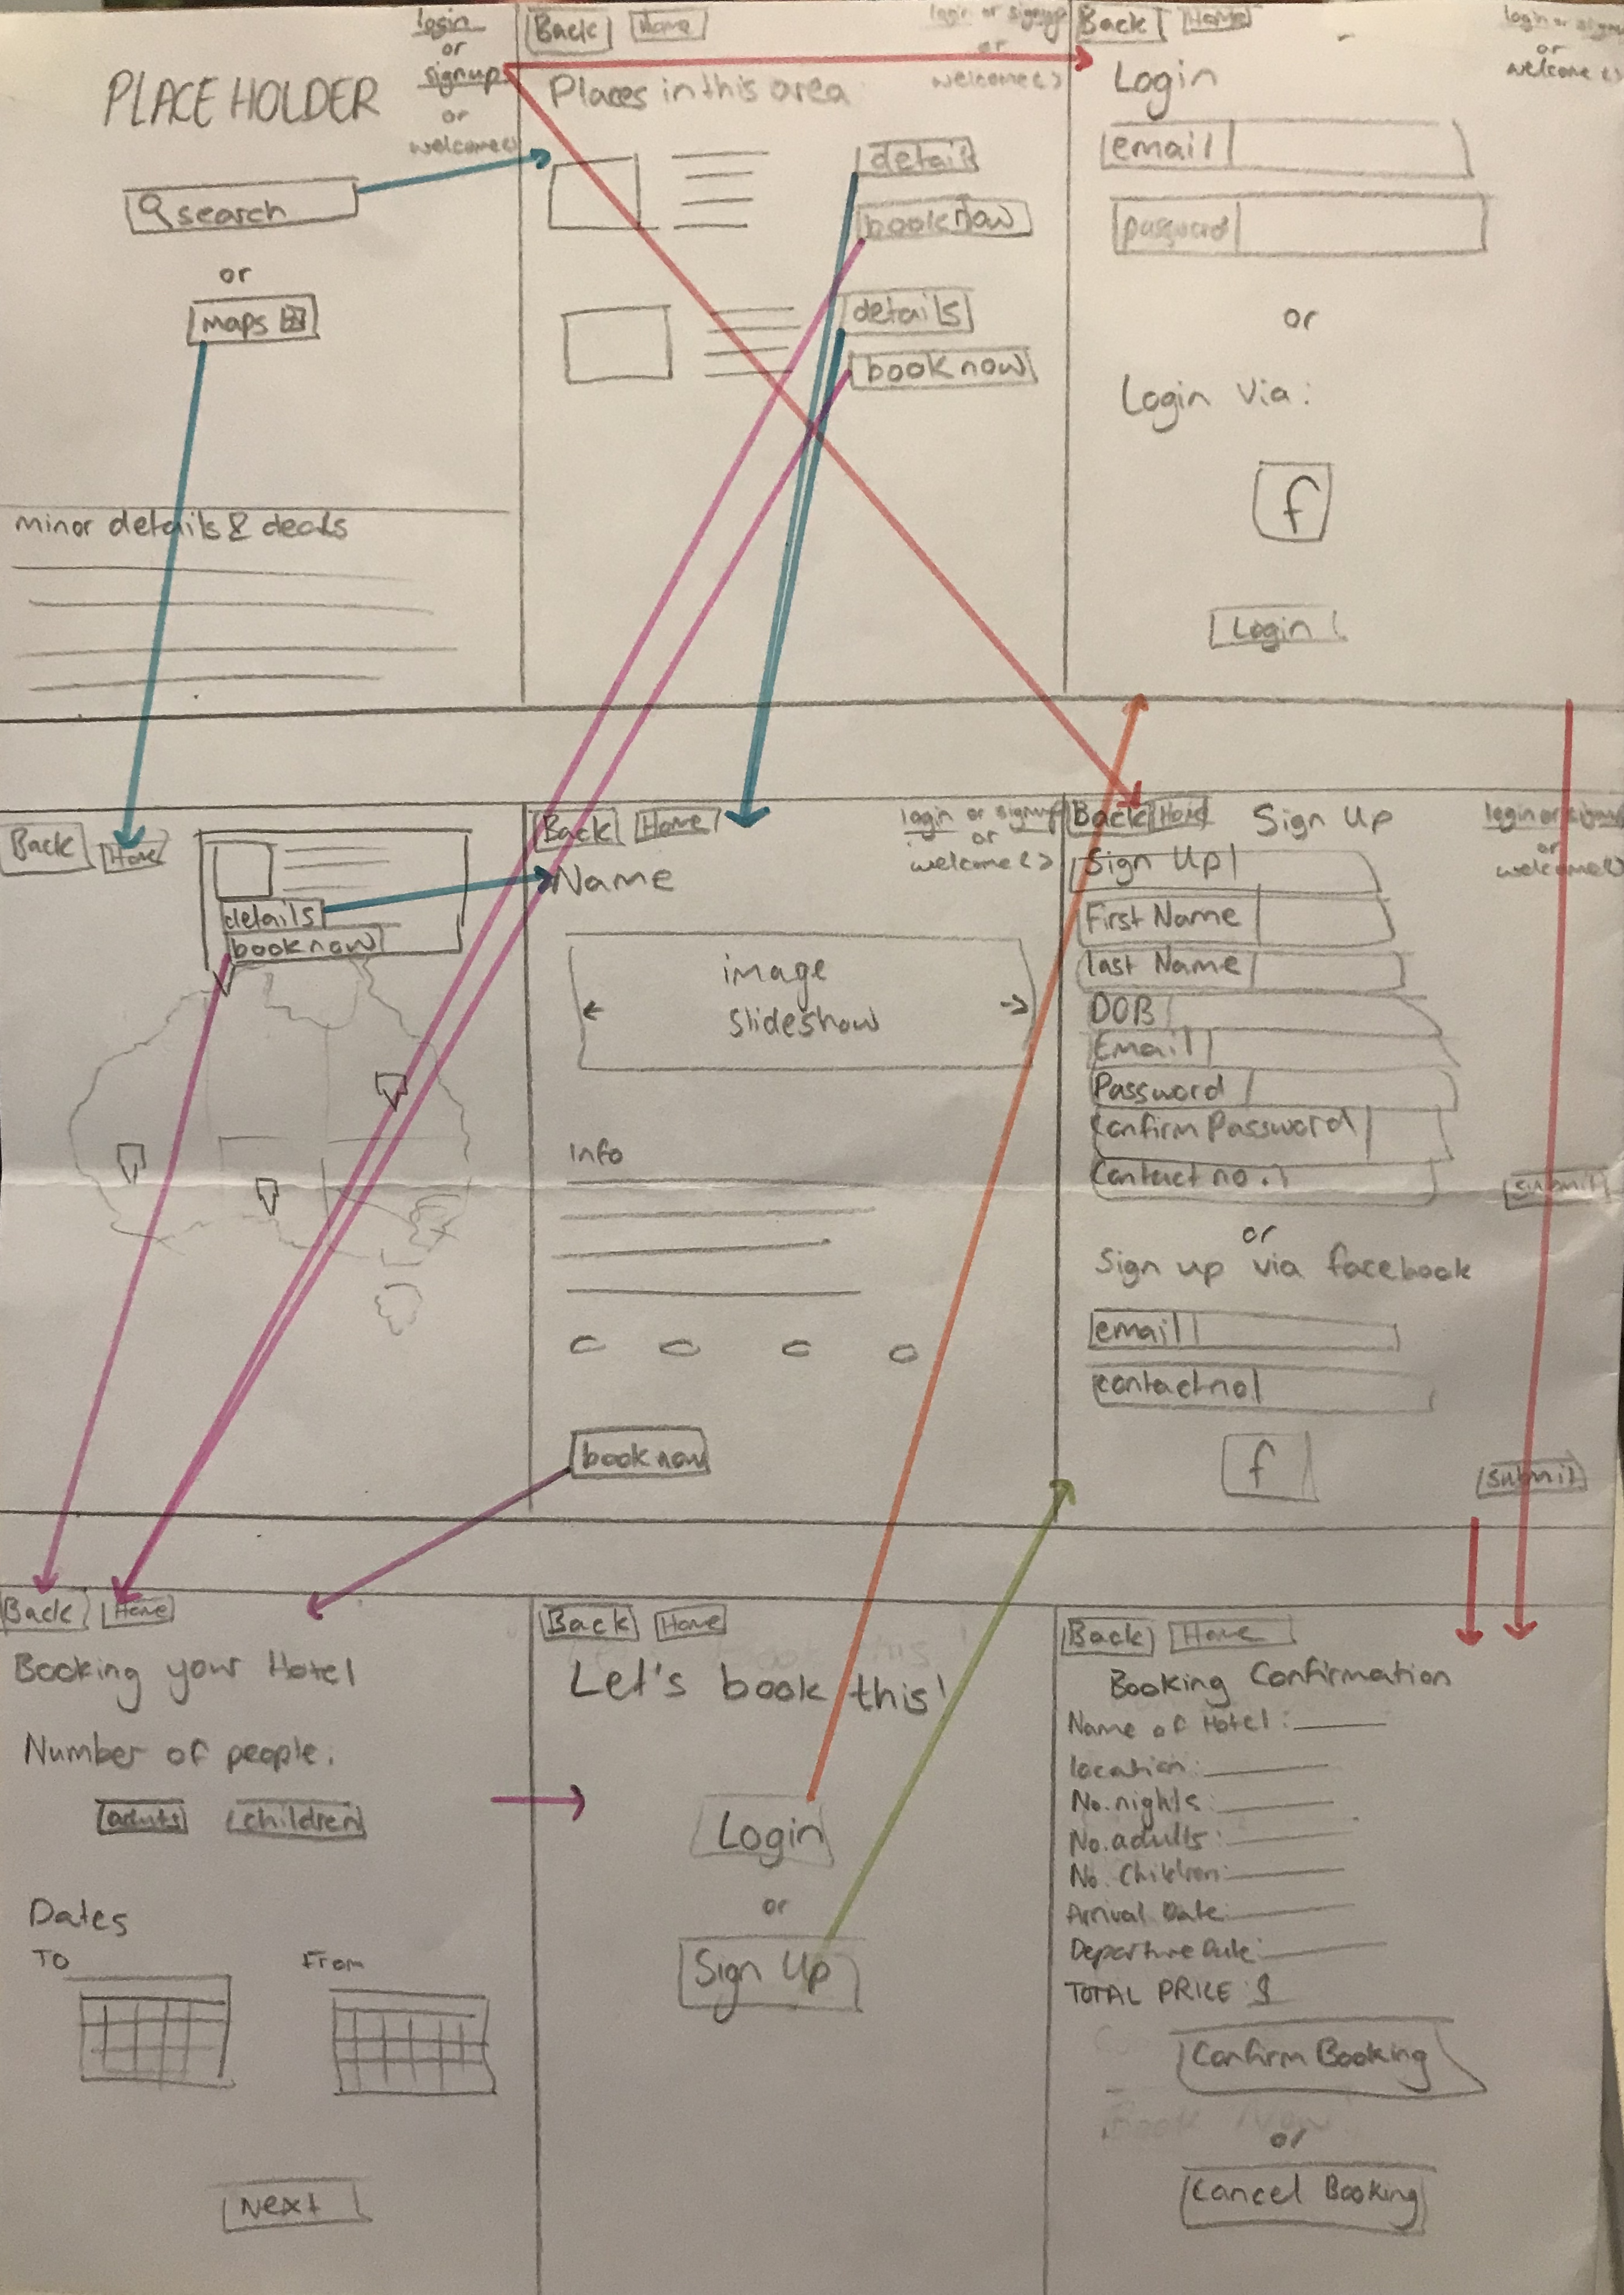 login
or
signup
or
welcome<>
PLACE HOLDER
search
or
maps
minor details & deals
Back
Home
login or signup
or
welcome<>
Places in this area
detail
book now
details
book now
Back
Home
login or signup
or
welcome<>
Login
email
password
or
Login Via:
f
Login
Back
Home
details
book now
Back
Home
login or signup
or
welcome<>
Name
image
slideshow
Info
book now
Back
Home
Sign Up
login or signup
or
welcome<>
Sign Up
First Name
last Name
DOB
Email
Password
Confirm Password
Contact no.
submit
or
Sign up via facebook
email
contact no
f
submit
Back
Home
Booking your Hotel
Number of people:
adults
children
Dates
TO
From
Next
Back
Home
Let's book this!
Login
or
Sign Up
Back
Home
Booking Confirmation
Name of Hotel:
location:
No. nights:
No. adults:
No. Children:
Arrival Date:
Departure Date:
TOTAL PRICE $
Confirm Booking
Book Now
or
Cancel Booking